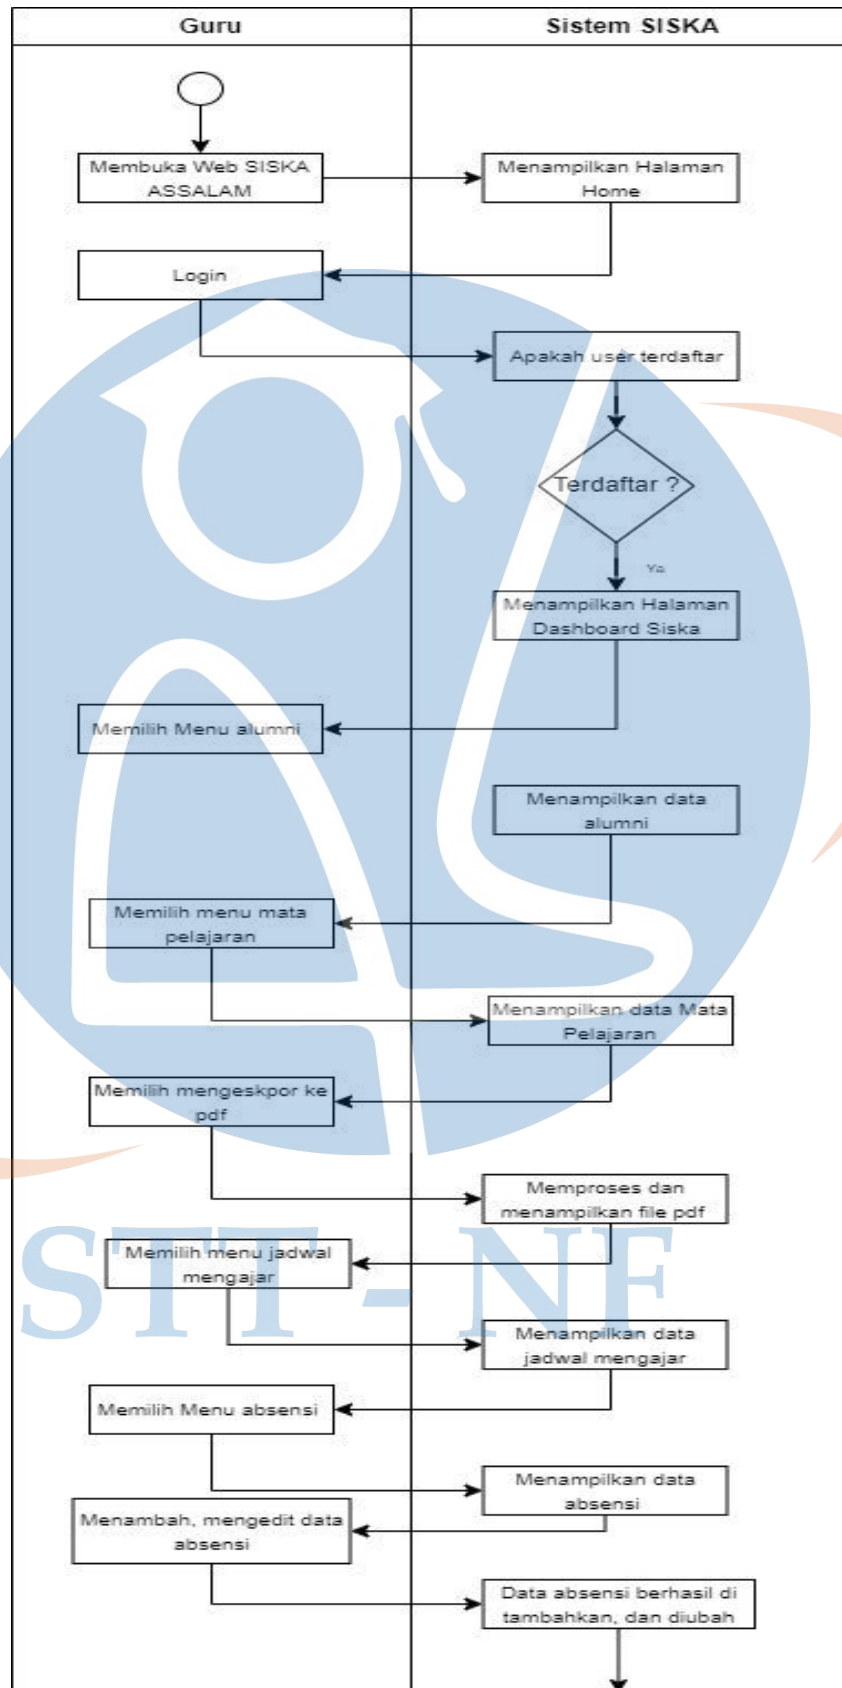 Guru
Sistem SISKA
Membuka Web SISKA
ASSALAM
Menampilkan Halaman
Home
Login
Apakah user terdaftar
Terdaftar ?
Ya
Menampilkan Halaman
Dashboard Siska
Memilih Menu alumni
Menampilkan data
alumni
Memilih menu mata
pelajaran
Menampilkan data Mata
Pelajaran
Memilih mengeskpor ke
pdf
Memproses dan
menampilkan file pdf
Memilih menu jadwal
mengajar
STT - NF
Menampilkan data
jadwal mengajar
Memilih Menu absensi
Menampilkan data
absensi
Menambah, mengedit data
absensi
Data absensi berhasil di
tambahkan, dan diubah